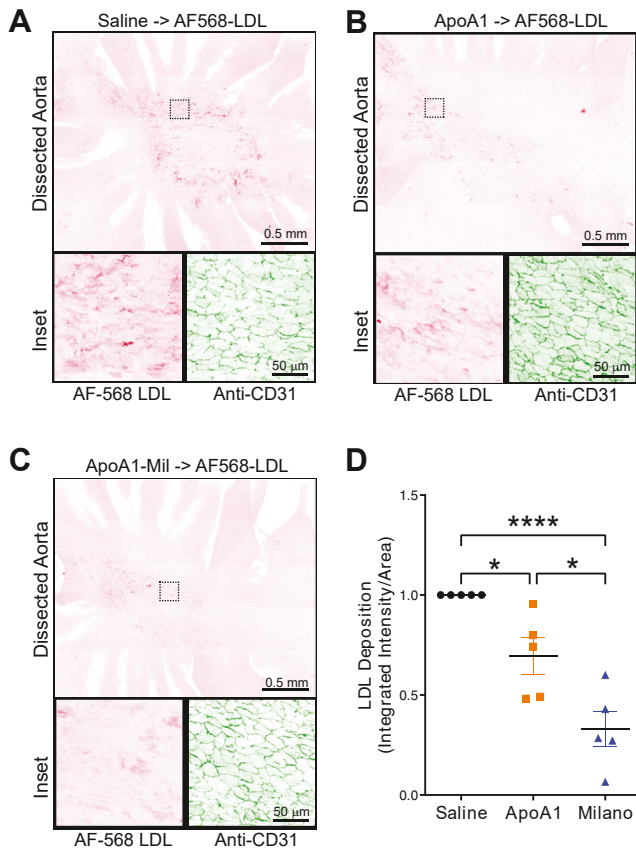 A
Saline -> AF568-LDL
Dissected Aorta
0.5 mm
Inset
50 µm
AF-568 LDL
Anti-CD31
B
ApoA1 -> AF568-LDL
Dissected Aorta
0.5 mm
Inset
50 µm
AF-568 LDL
Anti-CD31
C
ApoA1-Mil -> AF568-LDL
Dissected Aorta
0.5 mm
Inset
50 µm
AF-568 LDL
Anti-CD31
D
LDL Deposition
(Integrated Intensity/Area)
1.5
1.0
0.5
0.0
****
*
*
Saline
ApoA1
Milano